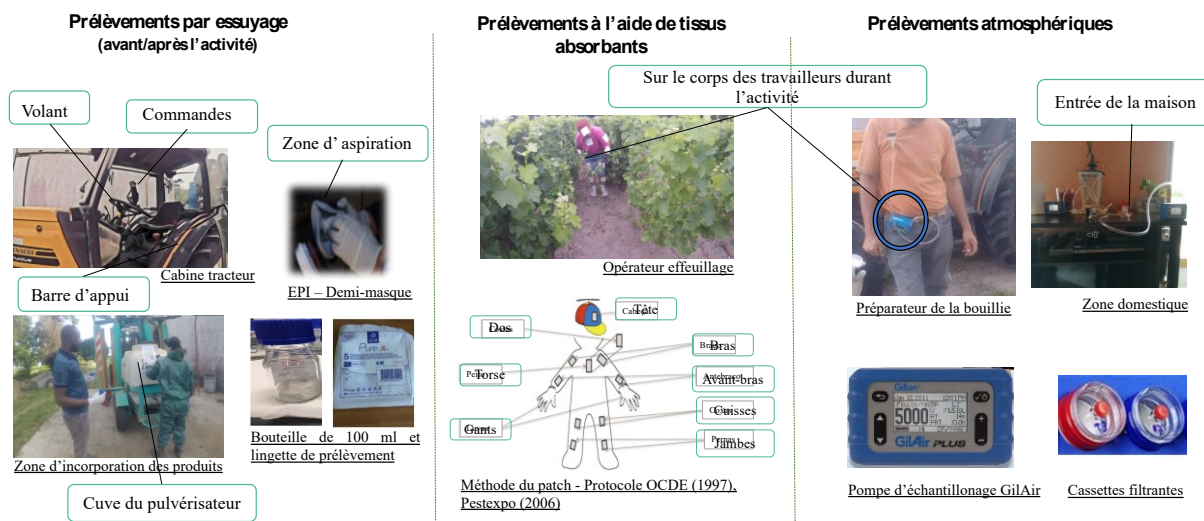 Prélèvements par essuyage
(avant/après l'activité)
Volant
Commandes
Zone d' aspiration
Cabine tracteur
EPI – Demi-masque
Barre d'appui
Zone d'incorporation des produits
Bouteille de 100 ml et
lingette de prélèvement
Cuve du pulvérisateur
Prélèvements à l'aide de tissus
absorbants
Sur le corps des travailleurs durant
l'activité
Opérateur effeuillage
Tête
Dos
Bras
Torse
Avant-bras
Gants
Cuisses
Jambes
Méthode du patch - Protocole OCDE (1997),
Pestexpo (2006)
Prélèvements atmosphériques
Entrée de la maison
Préparateur de la bouillie
Zone domestique
Gilian
5000
GilAir PLUS
Pompe d'échantillonage GilAir
Cassettes filtrantes